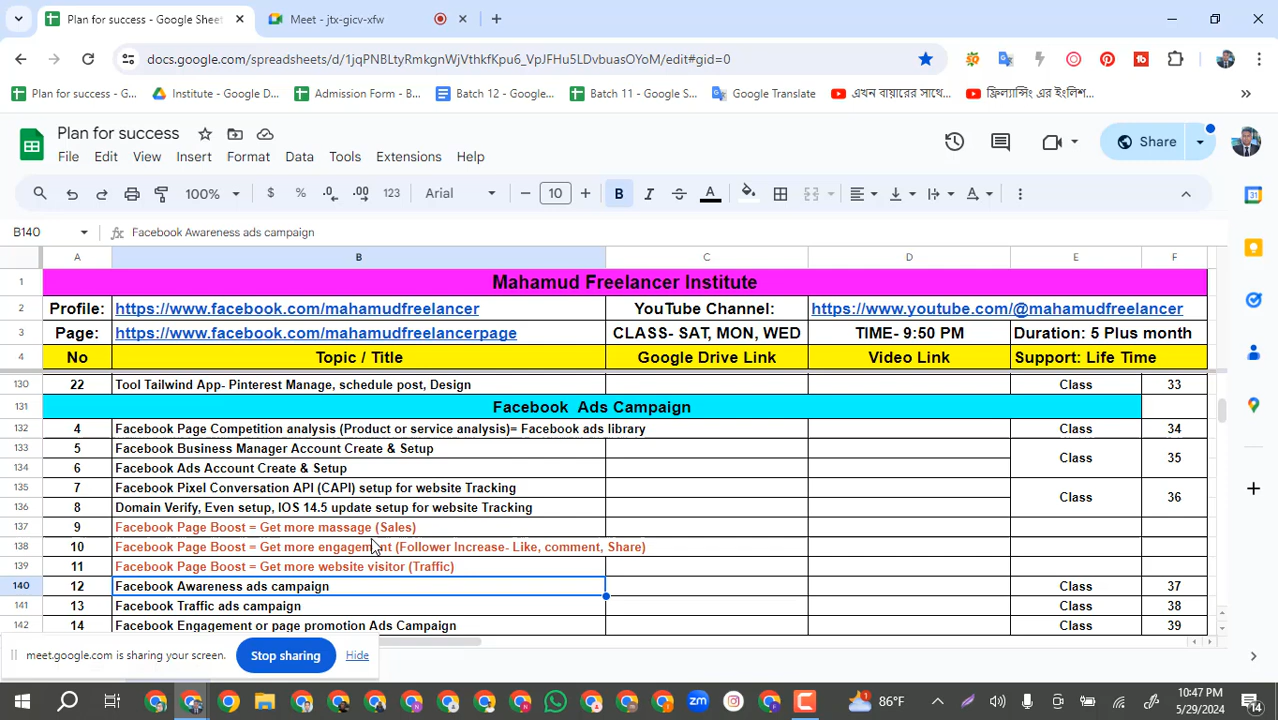 Plan for success - Google Sheet
Meet - jtx-gicv-xfw
docs.google.com/spreadsheets/d/1jqPNBLtyRmkgnWjVthkfKpu6_VpJFHu5LDvbuasOYoM/edit#gid=0
Plan for success - G...
Institute - Google D...
Admission Form - B...
Batch 12 - Google...
Batch 11 - Google S...
Google Translate
এখন বায়ারের সাথে...
ফ্রিল্যান্সিং এর ইংলিশ...
Plan for success
File Edit View Insert Format Data Tools Extensions Help
Share
100% $ % .0 .00 123 Arial 10 B I A
B140 fx Facebook Awareness ads campaign
A B C D E F
1 Mahamud Freelancer Institute
2 Profile: https://www.facebook.com/mahamudfreelancer YouTube Channel: https://www.youtube.com/@mahamudfreelancer
3 Page: https://www.facebook.com/mahamudfreelancerpage CLASS- SAT, MON, WED TIME- 9:50 PM Duration: 5 Plus month
4 No Topic / Title Google Drive Link Video Link Support: Life Time
130 22 Tool Tailwind App- Pinterest Manage, schedule post, Design Class 33
131 Facebook Ads Campaign
132 4 Facebook Page Competition analysis (Product or service analysis)= Facebook ads library Class 34
133 5 Facebook Business Manager Account Create & Setup Class 35
134 6 Facebook Ads Account Create & Setup
135 7 Facebook Pixel Conversation API (CAPI) setup for website Tracking Class 36
136 8 Domain Verify, Even setup, IOS 14.5 update setup for website Tracking
137 9 Facebook Page Boost = Get more massage (Sales)
138 10 Facebook Page Boost = Get more engagement (Follower Increase- Like, comment, Share)
139 11 Facebook Page Boost = Get more website visitor (Traffic)
140 12 Facebook Awareness ads campaign Class 37
141 13 Facebook Traffic ads campaign Class 38
142 14 Facebook Engagement or page promotion Ads Campaign Class 39
meet.google.com is sharing your screen. Stop sharing Hide
86°F
10:47 PM
5/29/2024
14